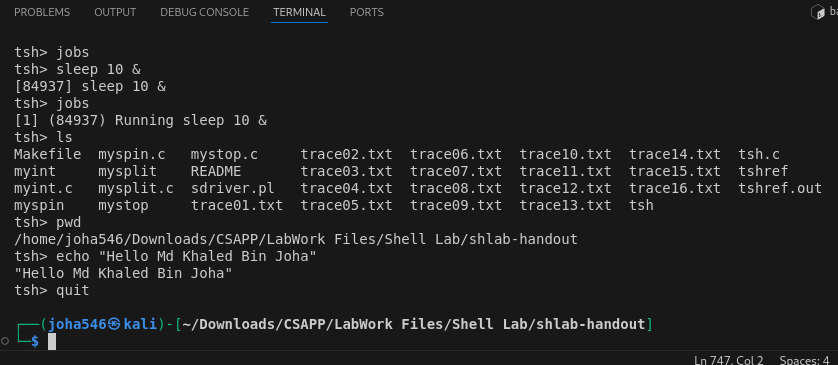 PROBLEMS OUTPUT DEBUG CONSOLE TERMINAL PORTS
tsh> jobs
tsh> sleep 10 &
[84937] sleep 10 &
tsh> jobs
[1] (84937) Running sleep 10 &
tsh> ls
Makefile myspin.c mystop.c trace02.txt trace06.txt trace10.txt trace14.txt tsh.c
myint mysplit README trace03.txt trace07.txt trace11.txt trace15.txt tshref
myint.c mysplit.c sdriver.pl trace04.txt trace08.txt trace12.txt trace16.txt tshref.out
myspin mystop trace01.txt trace05.txt trace09.txt trace13.txt tsh
tsh> pwd
/home/joha546/Downloads/CSAPP/LabWork Files/Shell Lab/shlab-handout
tsh> echo "Hello Md Khaled Bin Joha"
"Hello Md Khaled Bin Joha"
tsh> quit
┌──(joha546㉿kali)-[~/Downloads/CSAPP/LabWork Files/Shell Lab/shlab-handout]
└─$
Ln 747, Col 2 Spaces: 4